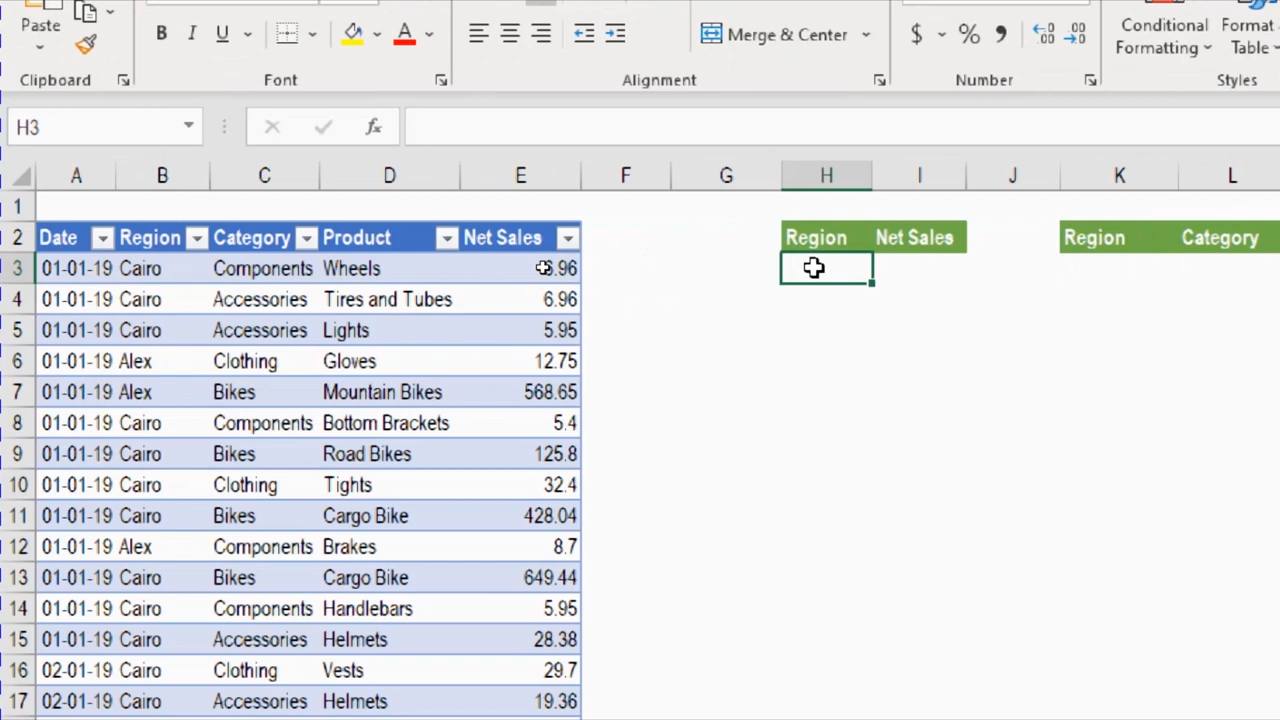 Paste
B I U A
Merge & Center
$ % 9
Conditional
Formatting
Format
Table
Clipboard Font Alignment Number Styles
H3 fx
A B C D E F G H I J K L
1
2 Date Region Category Product Net Sales Region Net Sales Region Category
3 01-01-19 Cairo Components Wheels
4 01-01-19 Cairo Accessories Tires and Tubes 6.96
5 01-01-19 Cairo Accessories Lights 5.95
6 01-01-19 Alex Clothing Gloves 12.75
7 01-01-19 Alex Bikes Mountain Bikes 568.65
8 01-01-19 Cairo Components Bottom Brackets 5.4
9 01-01-19 Cairo Bikes Road Bikes 125.8
10 01-01-19 Cairo Clothing Tights 32.4
11 01-01-19 Cairo Bikes Cargo Bike 428.04
12 01-01-19 Alex Components Brakes 8.7
13 01-01-19 Cairo Bikes Cargo Bike 649.44
14 01-01-19 Cairo Components Handlebars 5.95
15 01-01-19 Cairo Accessories Helmets 28.38
16 02-01-19 Cairo Clothing Vests 29.7
17 02-01-19 Cairo Accessories Helmets 19.36